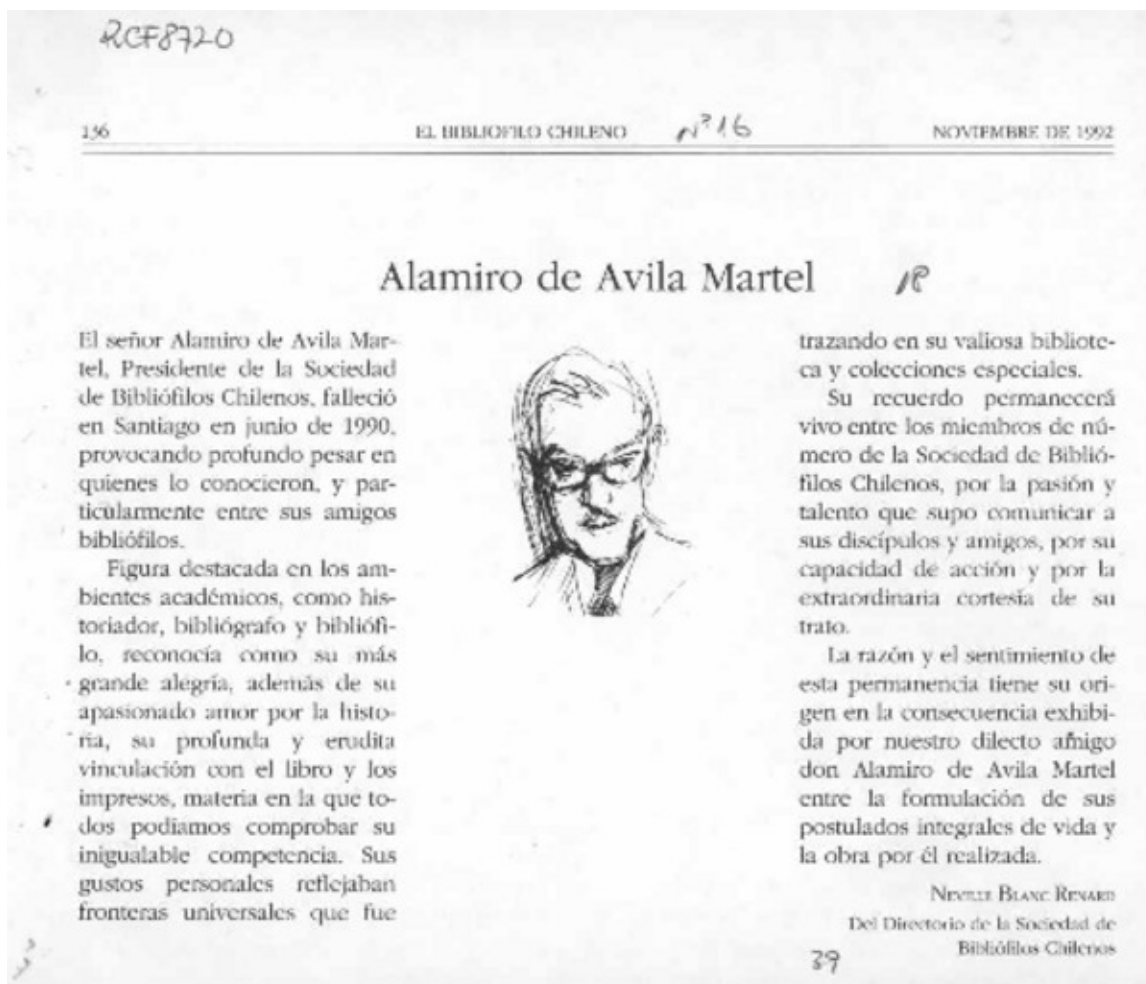 RCF8720
136 EL BIBLIOFILO CHILENO Nº 16 NOVIEMBRE DE 1992
Alamiro de Avila Martel
El señor Alamiro de Avila Mar-
tel, Presidente de la Sociedad
de Bibliófilos Chilenos, falleció
en Santiago en junio de 1990,
provocando profundo pesar en
quienes lo conocieron, y par-
ticularmente entre sus amigos
bibliófilos.
Figura destacada en los am-
bientes académicos, como his-
toriador, bibliógrafo y bibliófi-
lo, reconocía como su más
grande alegría, además de su
apasionado amor por la histo-
ria, su profunda y erudita
vinculación con el libro y los
impresos, materia en la que to-
dos podíamos comprobar su
inigualable competencia. Sus
gustos personales reflejaban
fronteras universales que fue
trazando en su valiosa bibliote-
ca y colecciones especiales.
Su recuerdo permanecerá
vivo entre los miembros de nú-
mero de la Sociedad de Biblió-
filos Chilenos, por la pasión y
talento que supo comunicar a
sus discípulos y amigos, por su
capacidad de acción y por la
extraordinaria cortesía de su
trato.
La razón y el sentimiento de
esta permanencia tiene su ori-
gen en la consecuencia exhibi-
da por nuestro dilecto amigo
don Alamiro de Avila Martel
entre la formulación de sus
postulados integrales de vida y
la obra por él realizada.
NEVILLE BLANC RENARD
Del Directorio de la Sociedad de
Bibliófilos Chilenos
39